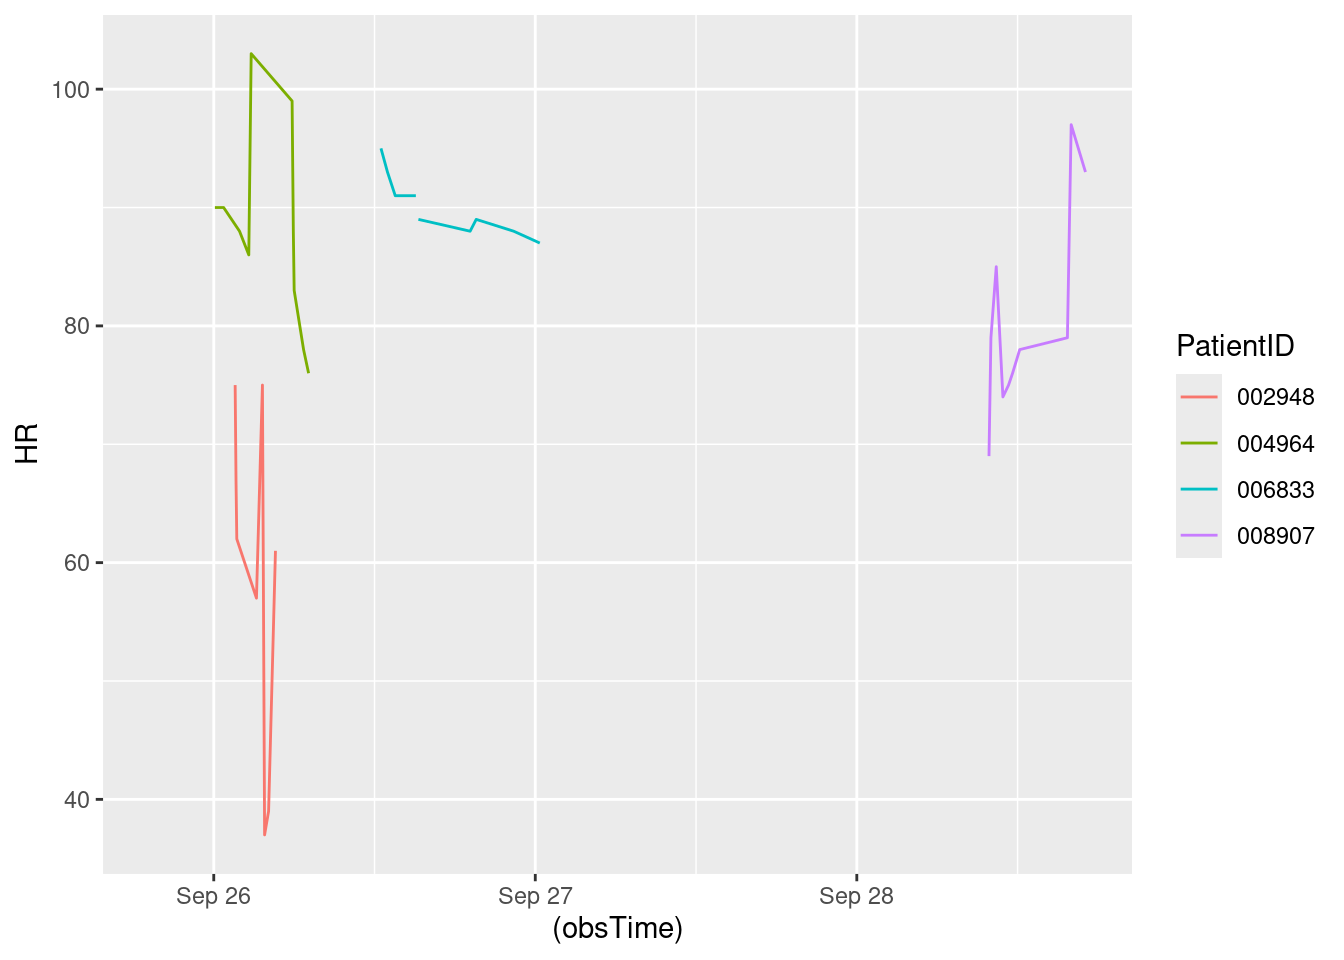 100
80
60
40
HR
Sep 26
Sep 27
Sep 28
(obsTime)
PatientID
002948
004964
006833
008907